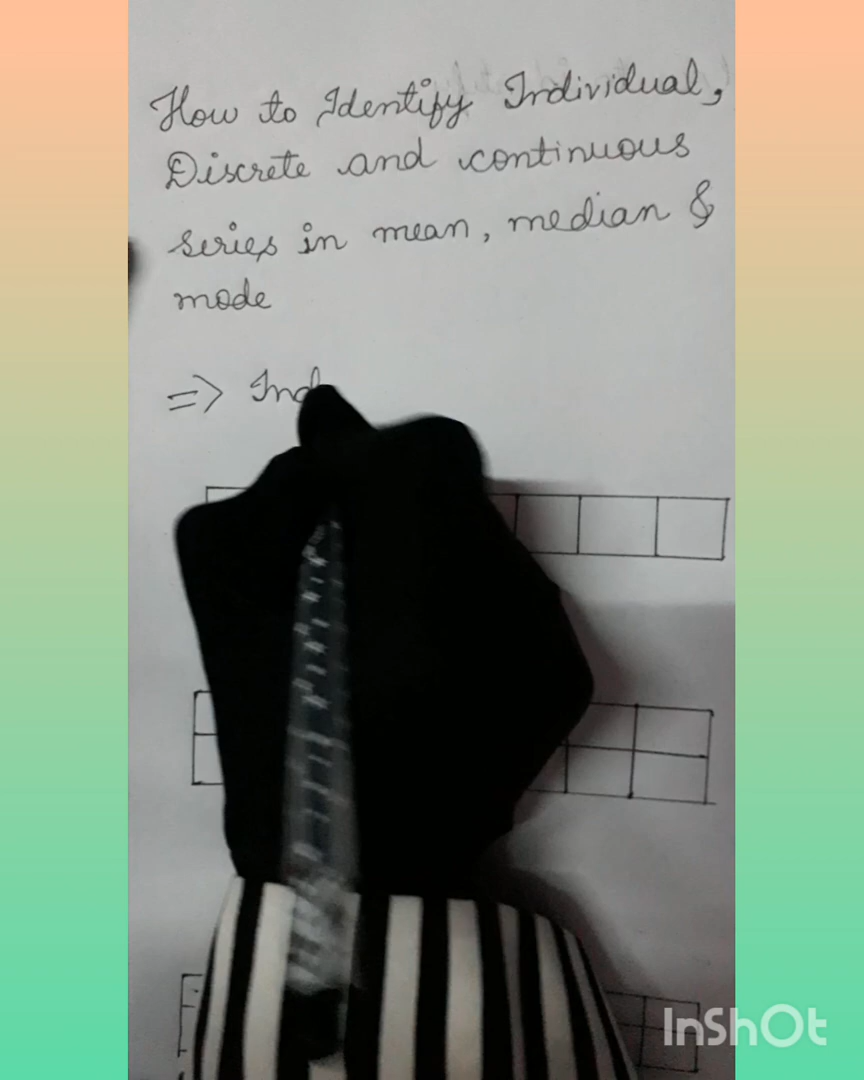 How to Identify Individual,
Discrete and continuous
series in mean, median &
mode
=> Ind
InShOt